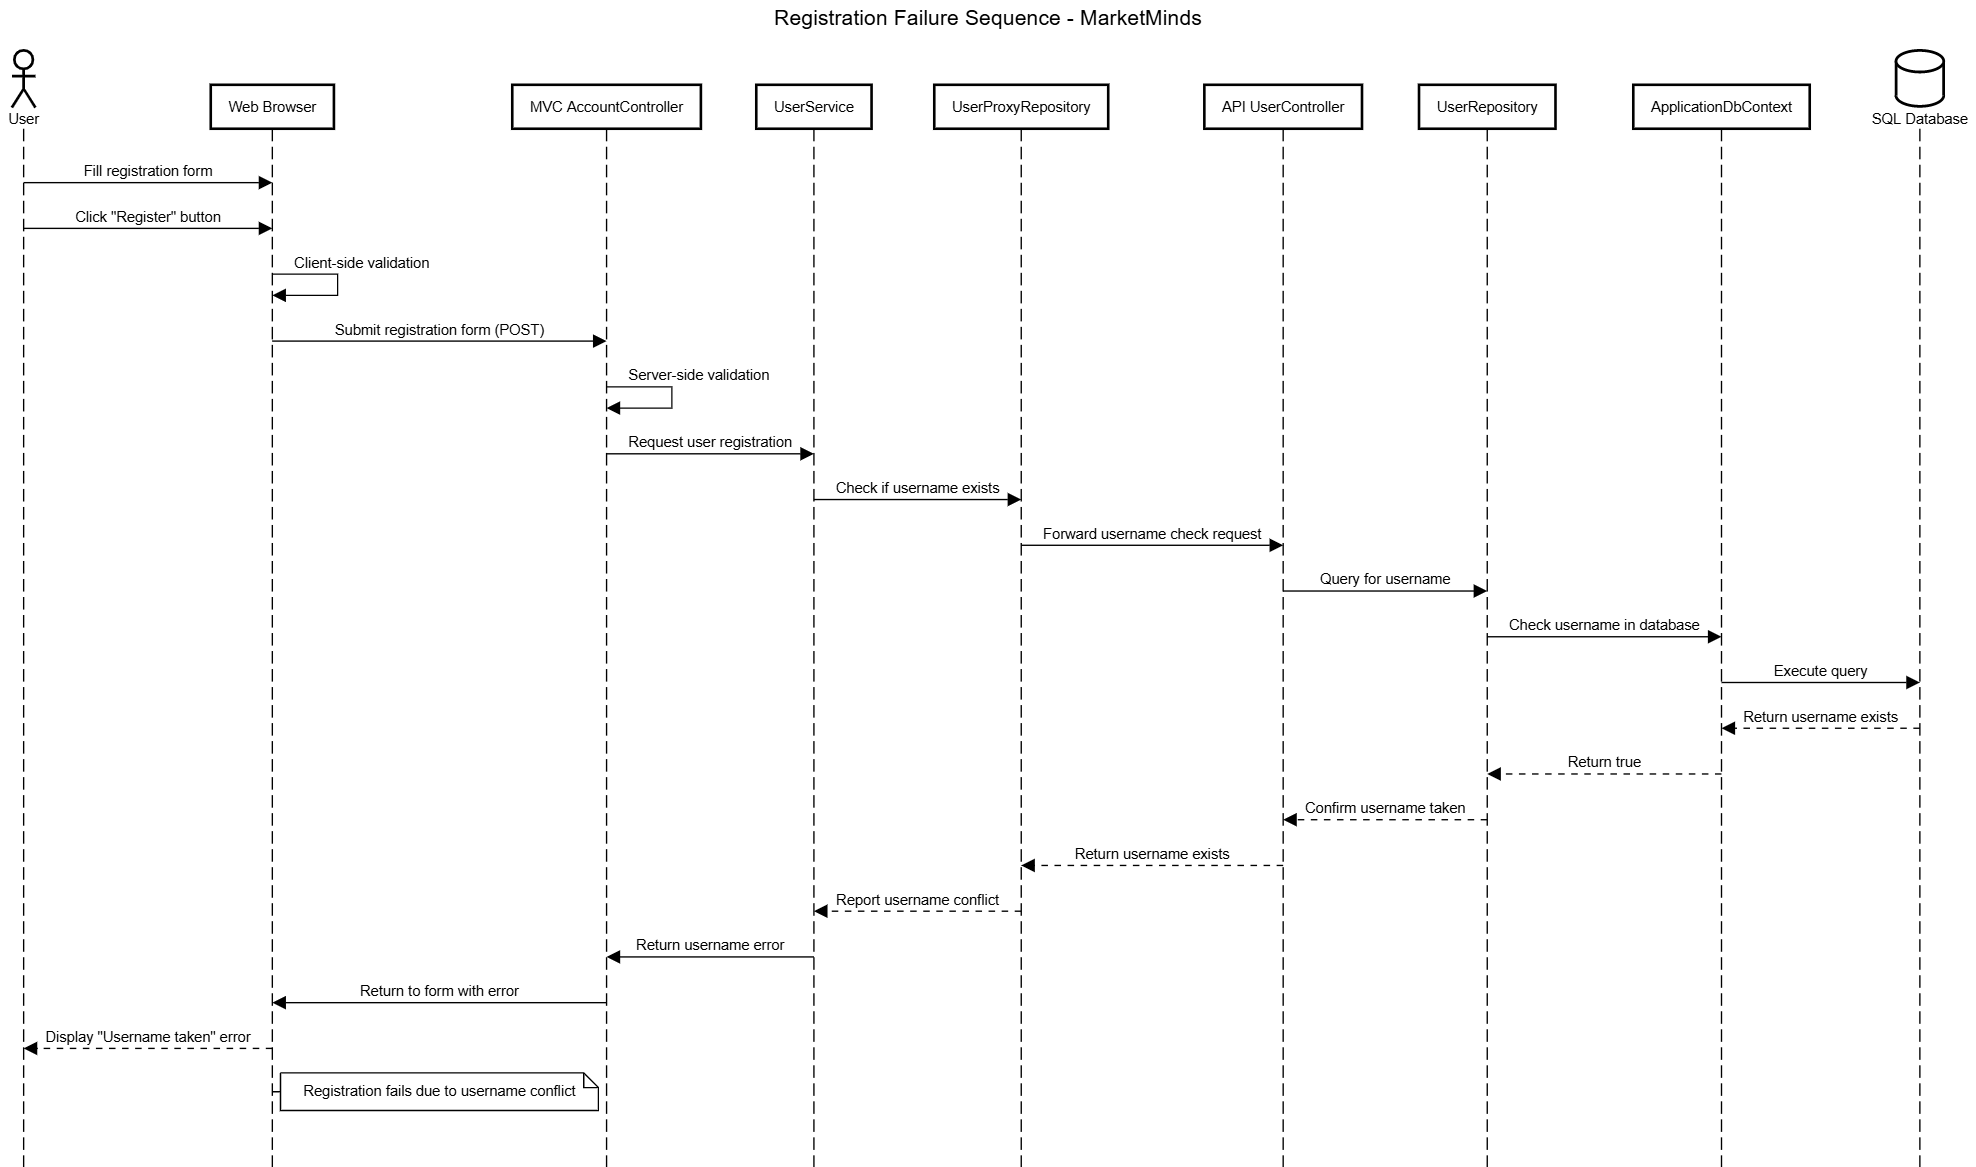 Registration Failure Sequence - MarketMinds
User
Web Browser
MVC AccountController
UserService
UserProxyRepository
API UserController
UserRepository
ApplicationDbContext
SQL Database
Fill registration form
Click "Register" button
Client-side validation
Submit registration form (POST)
Server-side validation
Request user registration
Check if username exists
Forward username check request
Query for username
Check username in database
Execute query
Return username exists
Return true
Confirm username taken
Return username exists
Report username conflict
Return username error
Return to form with error
Display "Username taken" error
Registration fails due to username conflict